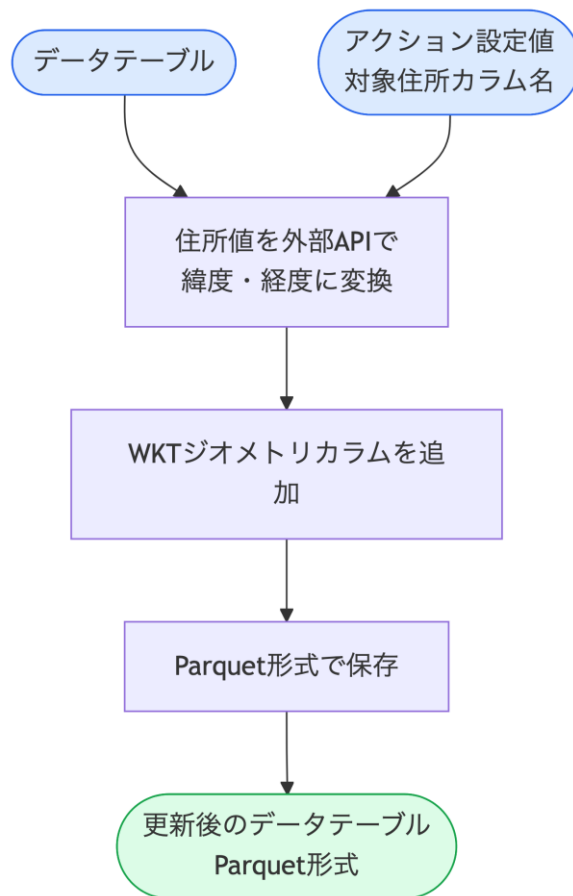 データテーブル
アクション設定値
対象住所カラム名
住所値を外部APIで
緯度・経度に変換
WKTジオメトリカラムを追
加
Parquet形式で保存
更新後のデータテーブル
Parquet形式